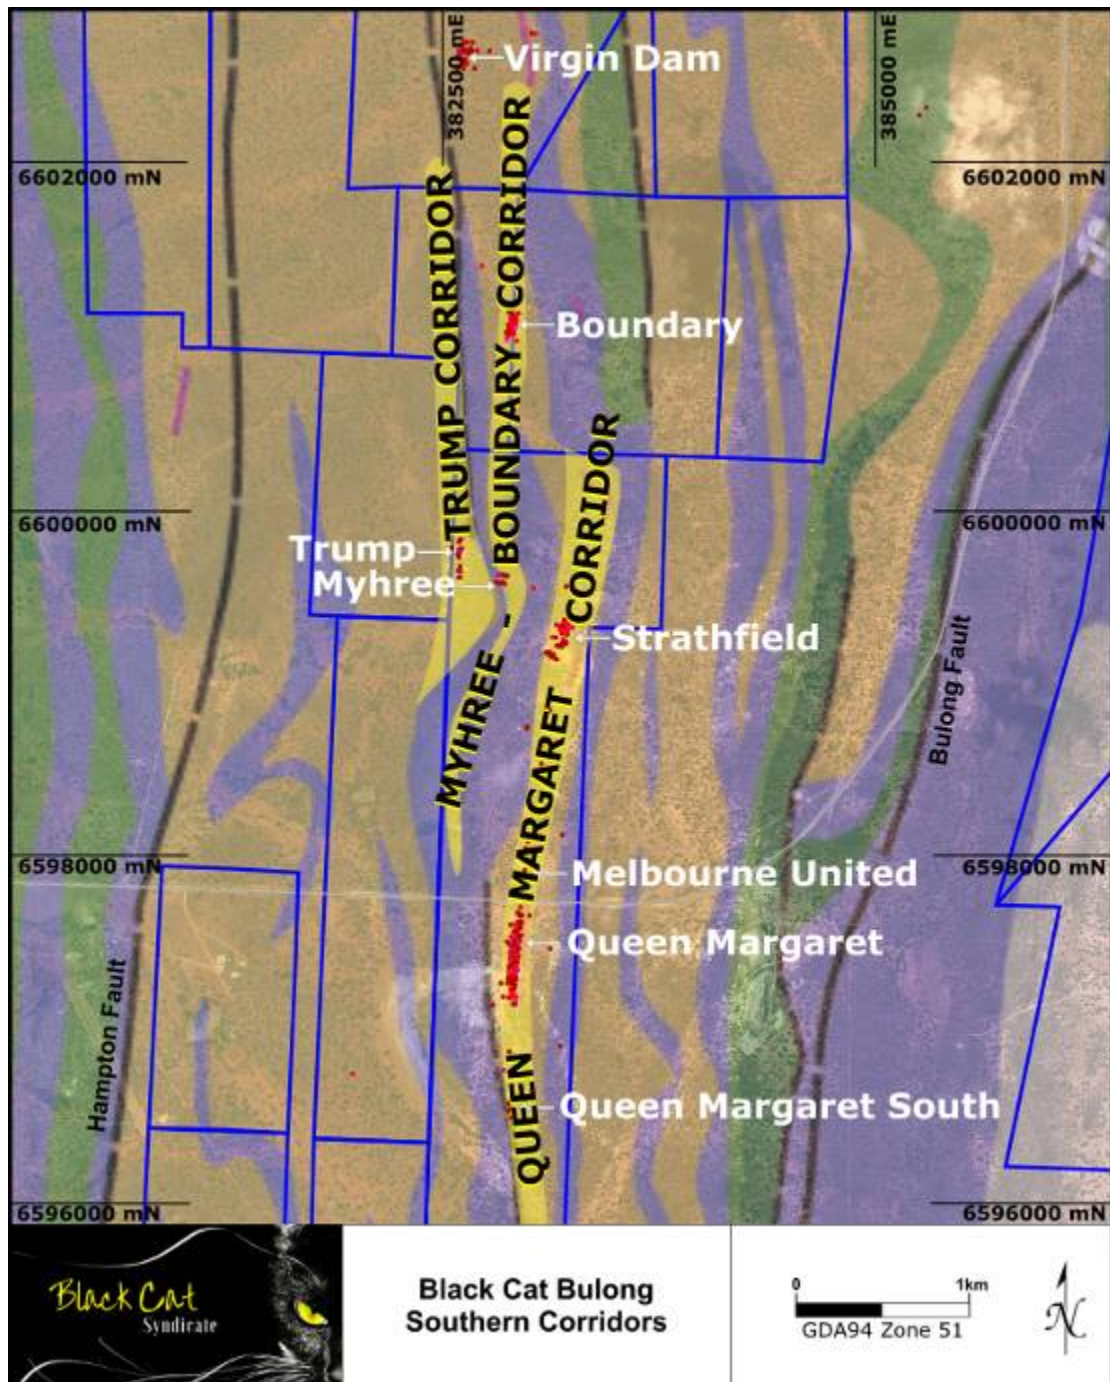 382500 mE
385000 mE
Virgin Dam
6602000 mN
6602000 mN
TRUMP CORRIDOR
MYHREE - BOUNDARY CORRIDOR
Boundary
QUEEN MARGARET CORRIDOR
6600000 mN
6600000 mN
Trump
Myhree
Strathfield
Bulong Fault
6598000 mN
6598000 mN
Melbourne United
Queen Margaret
Hampton Fault
Queen Margaret South
6596000 mN
6596000 mN
Black Cat
Syndicate
Black Cat Bulong
Southern Corridors
0
1km
GDA94 Zone 51
N